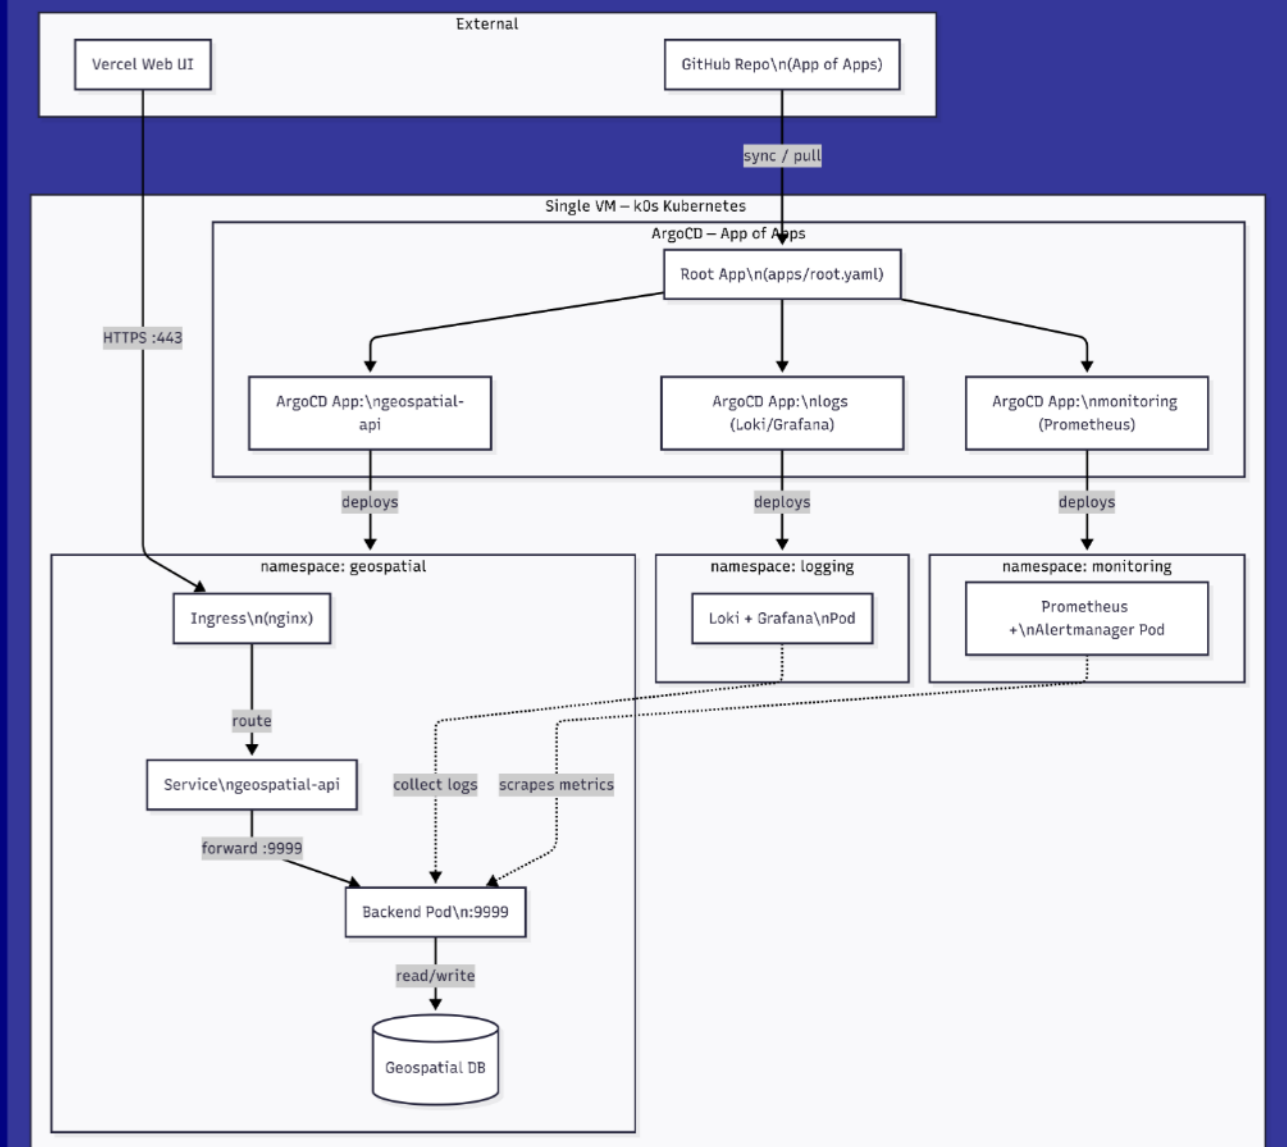 External
Vercel Web UI
GitHub Repo\n(App of Apps)
sync / pull
Single VM – k0s Kubernetes
ArgoCD – App of Apps
Root App\n(apps/root.yaml)
HTTPS :443
ArgoCD App:\ngeospatial-
api
ArgoCD App:\nlogs
(Loki/Grafana)
ArgoCD App:\nmonitoring
(Prometheus)
deploys
deploys
deploys
namespace: geospatial
namespace: logging
namespace: monitoring
Ingress\n(nginx)
Loki + Grafana\nPod
Prometheus
+\nAlertmanager Pod
route
Service\ngeospatial-api
collect logs
scrapes metrics
forward :9999
Backend Pod\n:9999
read/write
Geospatial DB